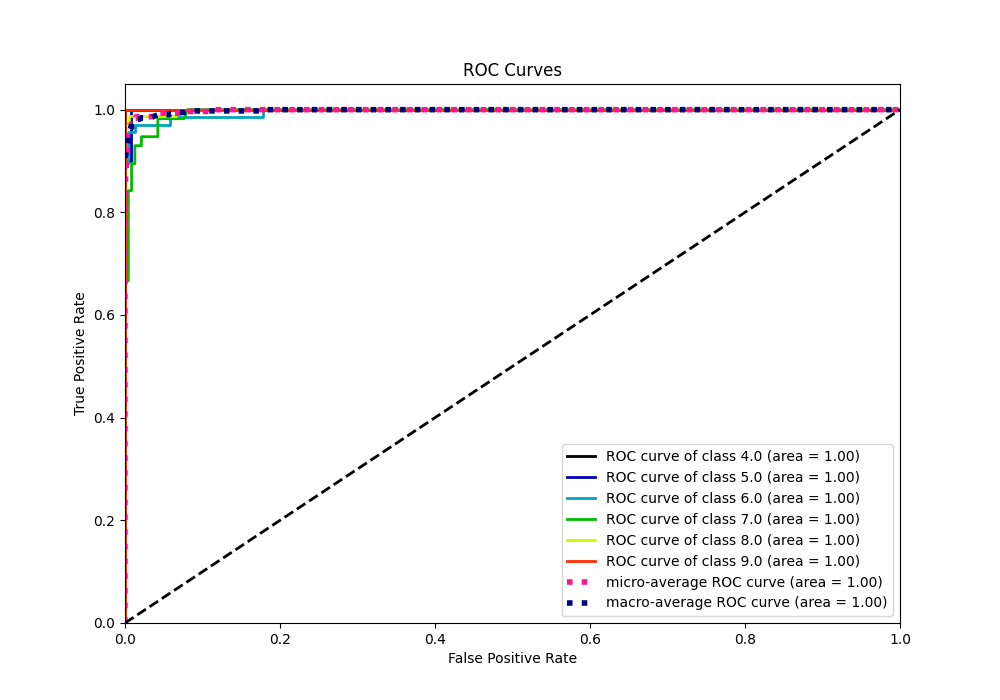 ROC Curves
True Positive Rate
1.0
0.8
0.6
0.4
0.2
0.0
0.0 0.2 0.4 0.6 0.8 1.0
False Positive Rate
ROC curve of class 4.0 (area = 1.00)
ROC curve of class 5.0 (area = 1.00)
ROC curve of class 6.0 (area = 1.00)
ROC curve of class 7.0 (area = 1.00)
ROC curve of class 8.0 (area = 1.00)
ROC curve of class 9.0 (area = 1.00)
micro-average ROC curve (area = 1.00)
macro-average ROC curve (area = 1.00)